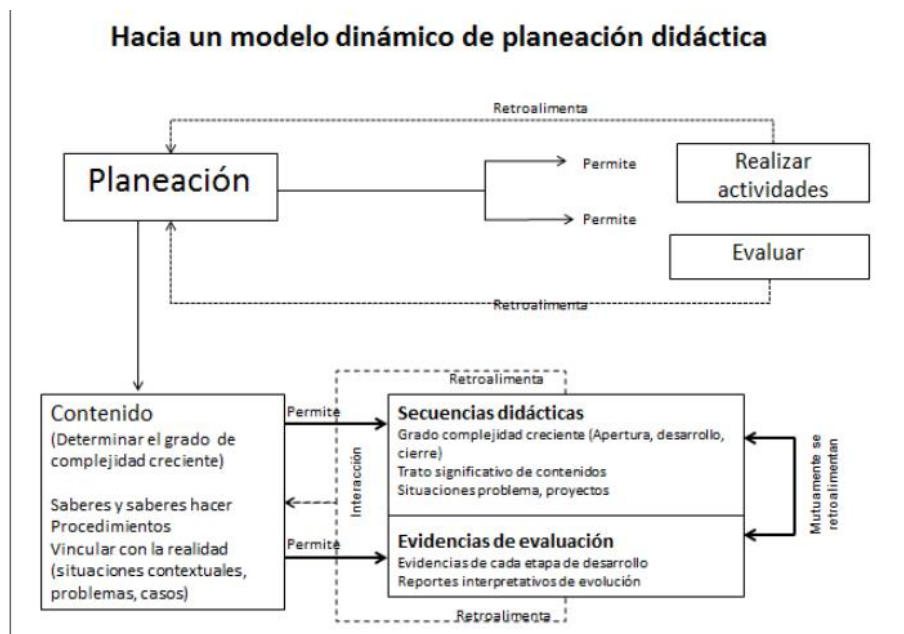 Hacia un modelo dinámico de planeación didáctica
Retroalimenta
Planeación
Permite
Realizar
actividades
Permite
Evaluar
Retroalimenta
Retroalimenta
Contenido
(Determinar el grado de
complejidad creciente)
Saberes y saberes hacer
Procedimientos
Vincular con la realidad
(situaciones contextuales,
problemas, casos)
Permite
Permite
Interacción
Secuencias didácticas
Grado complejidad creciente (Apertura, desarrollo,
cierre)
Trato significativo de contenidos
Situaciones problema, proyectos
Evidencias de evaluación
Evidencias de cada etapa de desarrollo
Reportes interpretativos de evolución
Mutuamente se
retroalimentan
Retroalimenta